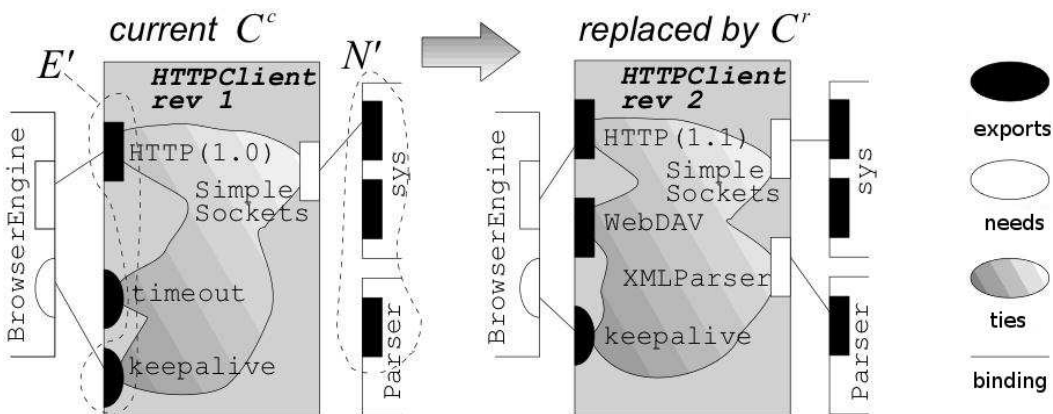 current C^c
replaced by C^r
E'
N'
HTTPClient
rev 1
BrowserEngine
HTTP(1.0)
Simple
Sockets
timeout
keepalive
sys
Parser
HTTPClient
rev 2
BrowserEngine
HTTP(1.1)
Simple
Sockets
WebDAV
XMLParser
keepalive
sys
Parser
exports
needs
ties
binding